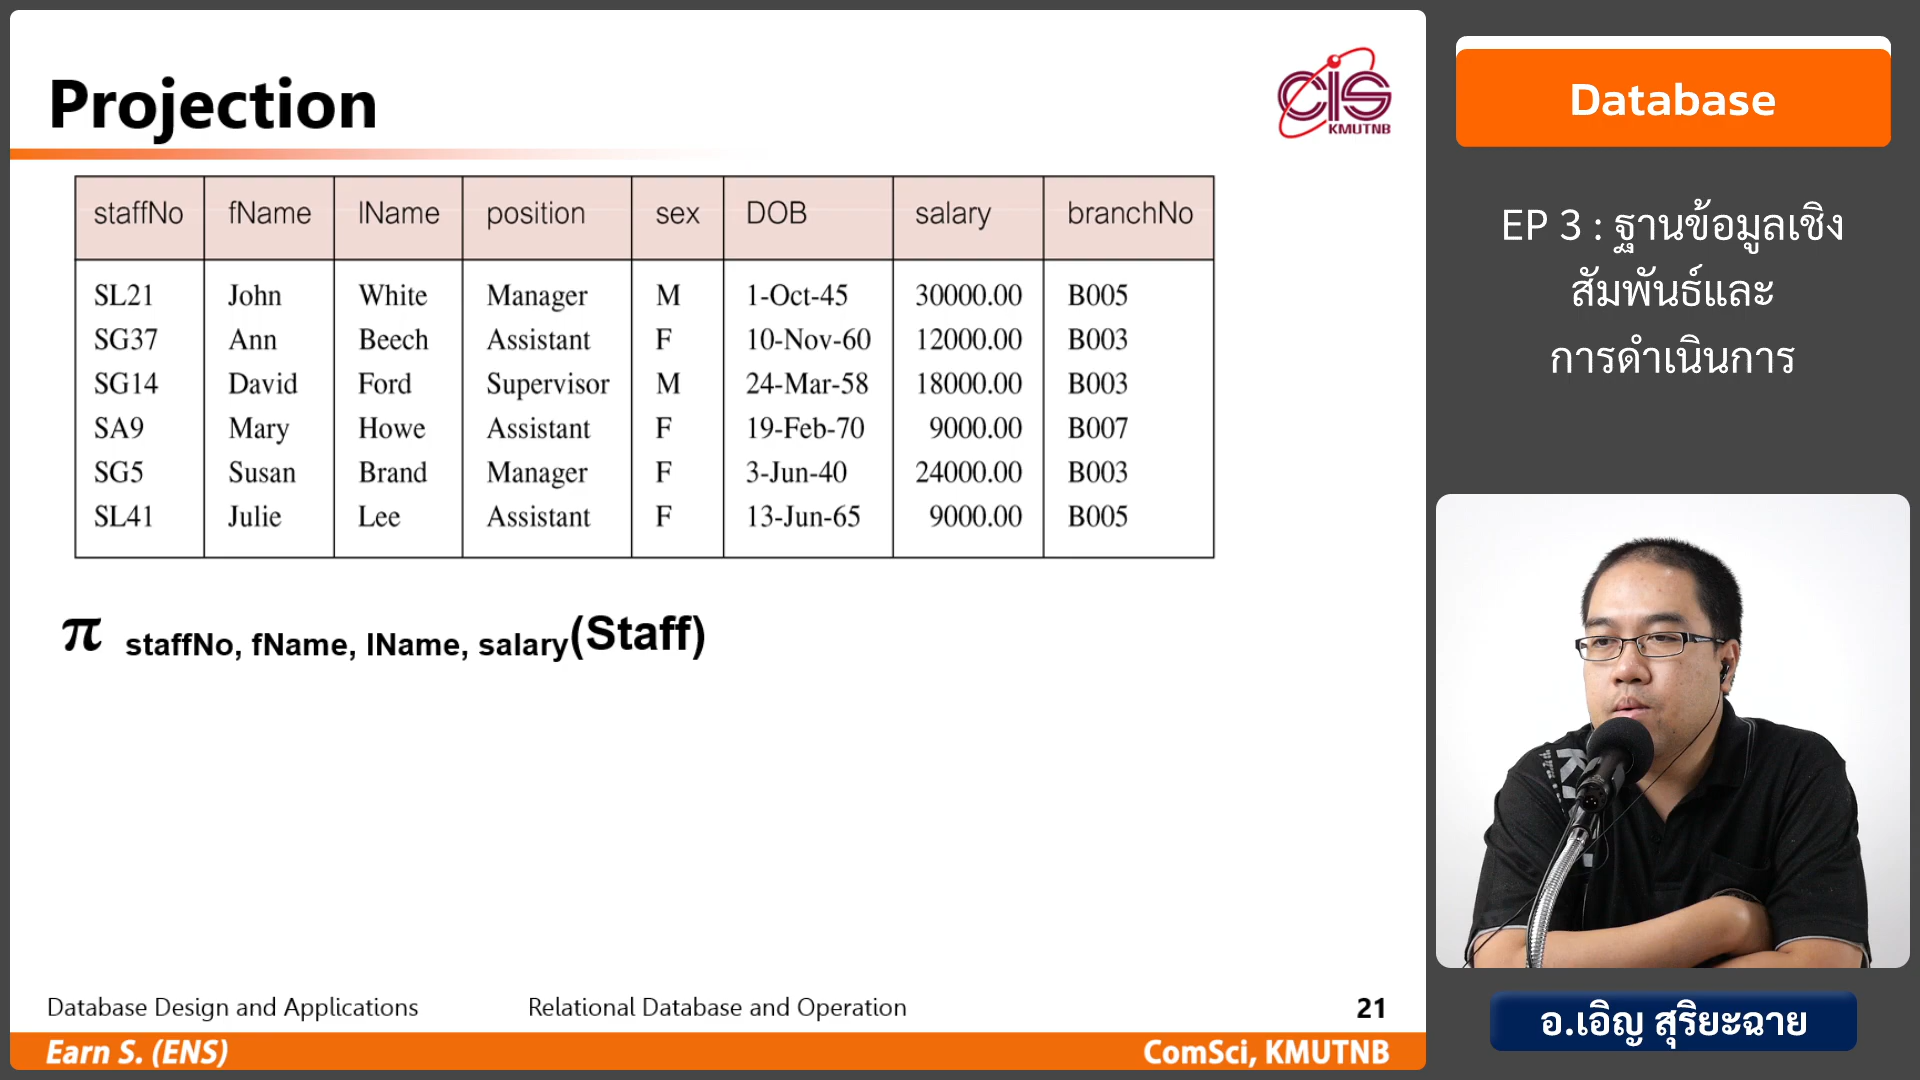 Projection
CIS
KMUTNB
staffNo fName lName position sex DOB salary branchNo
SL21 John White Manager M 1-Oct-45 30000.00 B005
SG37 Ann Beech Assistant F 10-Nov-60 12000.00 B003
SG14 David Ford Supervisor M 24-Mar-58 18000.00 B003
SA9 Mary Howe Assistant F 19-Feb-70 9000.00 B007
SG5 Susan Brand Manager F 3-Jun-40 24000.00 B003
SL41 Julie Lee Assistant F 13-Jun-65 9000.00 B005
π staffNo, fName, lName, salary(Staff)
Database Design and Applications Relational Database and Operation 21
Earn S. (ENS) ComSci, KMUTNB
Database
EP 3 : ฐานข้อมูลเชิง
สัมพันธ์และ
การดำเนินการ
อ.เอิญ สุริยะฉาย